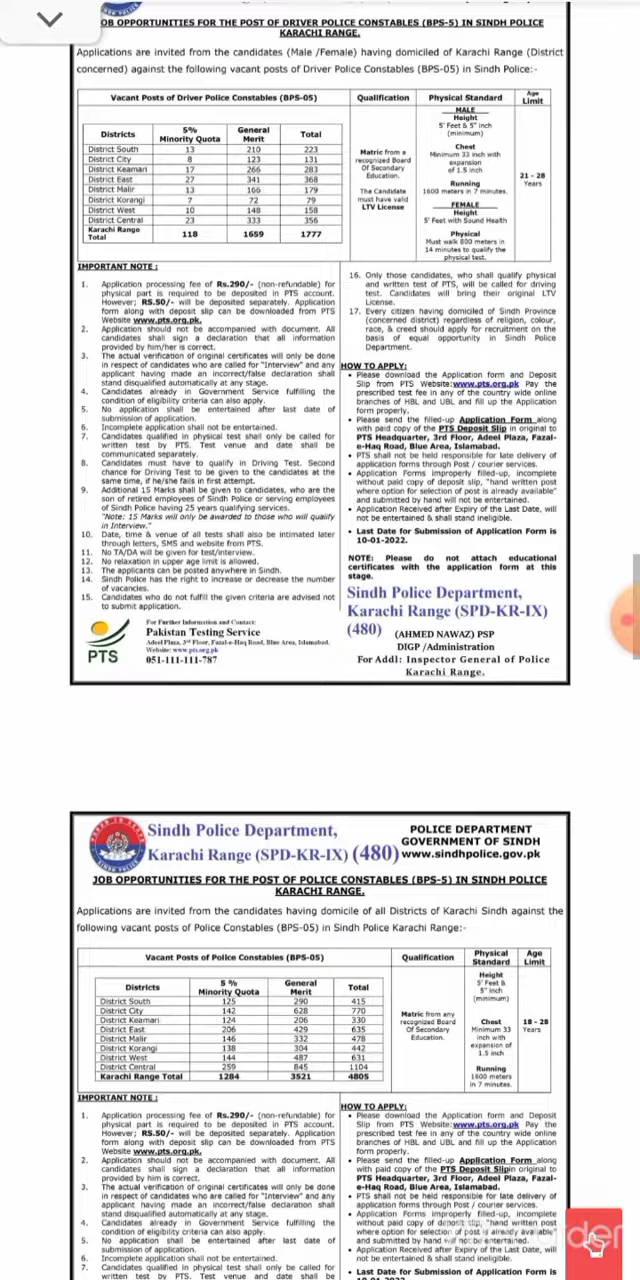 JOB OPPORTUNITIES FOR THE POST OF DRIVER POLICE CONSTABLES (BPS-5) IN SINDH POLICE
KARACHI RANGE.
Applications are invited from the candidates (Male /Female) having domiciled of Karachi Range (District
concerned) against the following vacant posts of Driver Police Constables (BPS-05) in Sindh Police:-
Vacant Posts of Driver Police Constables (BPS-05)
Districts 5% Minority Quota General Merit Total
District South 13 210 223
District City 8 123 131
District Keamari 17 266 283
District East 27 341 368
District Malir 13 166 179
District Korangi 7 72 79
District West 10 148 158
District Central 23 333 356
Karachi Range Total 118 1659 1777
Qualification
Matric from a
recognized Board
Of Secondary
Education.
The Candidate
must have valid
LTV License
Physical Standard
MALE
Height
5' Feet & 5" inch
(minimum)
Chest
Minimum 33 inch with
expansion
of 1.5 inch
Running
1600 meters in 7 minutes.
FEMALE
Height
5' Feet with Sound Health
Physical
Must walk 800 meters in
14 minutes to qualify the
physical test.
Age
Limit
21 - 28
Years
IMPORTANT NOTE :
1. Application processing fee of Rs.290/- (non-refundable) for
physical part is required to be deposited in PTS account.
However; RS.50/- will be deposited separately. Application
form along with deposit slip can be downloaded from PTS
Website www.pts.org.pk.
2. Application should not be accompanied with document. All
candidates shall sign a declaration that all information
provided by him/her is correct.
3. The actual verification of original certificates will only be done
in respect of candidates who are called for "Interview" and any
applicant having made an incorrect/false declaration shall
stand disqualified automatically at any stage.
4. Candidates already in Government Service fulfilling the
condition of eligibility criteria can also apply.
5. No application shall be entertained after last date of
submission of application.
6. Incomplete application shall not be entertained.
7. Candidates qualified in physical test shall only be called for
written test by PTS. Test venue and date shall be
communicated separately.
8. Candidates must have to qualify in Driving Test. Second
chance for Driving Test to be given to the candidates at the
same time, if he/she fails in first attempt.
9. Additional 15 Marks shall be given to candidates, who are the
son of retired employees of Sindh Police or serving employees
of Sindh Police having 25 years qualifying services.
"Note: 15 Marks will only be awarded to those who will qualify
in Interview."
10. Date, time & venue of all tests shall also be intimated later
through letters, SMS and website from PTS.
11. No TA/DA will be given for test/interview.
12. No relaxation in upper age limit is allowed.
13. The applicants can be posted anywhere in Sindh.
14. Sindh Police has the right to increase or decrease the number
of vacancies.
15. Candidates who do not fulfill the given criteria are advised not
to submit application.
16. Only those candidates, who shall qualify physical
and written test of PTS, will be called for driving
test. Candidates will bring their original LTV
License.
17. Every citizen having domiciled of Sindh Province
(concerned district) regardless of religion, colour,
race, & creed should apply for recruitment on the
basis of equal opportunity in Sindh Police
Department.
HOW TO APPLY:
• Please download the Application form and Deposit
Slip from PTS Website:www.pts.org.pk Pay the
prescribed test fee in any of the country wide online
branches of HBL and UBL and fill up the Application
form properly.
• Please send the filled-up Application Form along
with paid copy of the PTS Deposit Slip in original to
PTS Headquarter, 3rd Floor, Adeel Plaza, Fazal-
e-Haq Road, Blue Area, Islamabad.
• PTS shall not be held responsible for late delivery of
application forms through Post / courier services.
• Application Forms improperly filled-up, incomplete
without paid copy of deposit slip, "hand written post
where option for selection of post is already available"
and submitted by hand will not be entertained.
• Application Received after Expiry of the Last Date, will
not be entertained & shall stand ineligible.
• Last Date for Submission of Application Form is
10-01-2022.
NOTE: Please do not attach educational
certificates with the application form at this
stage.
Sindh Police Department,
Karachi Range (SPD-KR-IX)
(480)
(AHMED NAWAZ) PSP
DIGP /Administration
For Addl: Inspector General of Police
Karachi Range.
PTS
For Further Information and Contact:
Pakistan Testing Service
Adeel Plaza, 3rd Floor, Fazal-e-Haq Road, Blue Area, Islamabad.
Website: www.pts.org.pk
051-111-111-787
Sindh Police Department,
Karachi Range (SPD-KR-IX) (480)
POLICE DEPARTMENT
GOVERNMENT OF SINDH
www.sindhpolice.gov.pk
JOB OPPORTUNITIES FOR THE POST OF POLICE CONSTABLES (BPS-5) IN SINDH POLICE
KARACHI RANGE.
Applications are invited from the candidates having domicile of all Districts of Karachi Sindh against the
following vacant posts of Police Constables (BPS-05) in Sindh Police Karachi Range:-
Vacant Posts of Police Constables (BPS-05)
Districts 5 % Minority Quota General Merit Total
District South 125 290 415
District City 142 628 770
District Keamari 124 206 330
District East 206 429 635
District Malir 146 332 478
District Korangi 138 304 442
District West 144 487 631
District Central 259 845 1104
Karachi Range Total 1284 3521 4805
Qualification
Matric from any
recognized Board
Of Secondary
Education.
Physical
Standard
Height
5' Feet &
5" inch
(minimum)
Chest
Minimum 33
inch with
expansion of
1.5 inch
Running
1600 meters
in 7 minutes.
Age
Limit
18 - 28
Years
IMPORTANT NOTE :
1. Application processing fee of Rs.290/- (non-refundable) for
physical part is required to be deposited in PTS account.
However; RS.50/- will be deposited separately. Application
form along with deposit slip can be downloaded from PTS
Website www.pts.org.pk.
2. Application should not be accompanied with document. All
candidates shall sign a declaration that all information
provided by him is correct.
3. The actual verification of original certificates will only be done
in respect of candidates who are called for "Interview" and any
applicant having made an incorrect/false declaration shall
stand disqualified automatically at any stage.
4. Candidates already in Government Service fulfilling the
condition of eligibility criteria can also apply.
5. No application shall be entertained after last date of
submission of application.
6. Incomplete application shall not be entertained.
7. Candidates qualified in physical test shall only be called for
written test by PTS. Test venue and date shall be
HOW TO APPLY:
• Please download the Application form and Deposit
Slip from PTS Website:www.pts.org.pk Pay the
prescribed test fee in any of the country wide online
branches of HBL and UBL and fill up the Application
form properly.
• Please send the filled-up Application Form along
with paid copy of the PTS Deposit Slipin original to
PTS Headquarter, 3rd Floor, Adeel Plaza, Fazal-
e-Haq Road, Blue Area, Islamabad.
• PTS shall not be held responsible for late delivery of
application forms through Post / courier services.
• Application Forms improperly filled-up, incomplete
without paid copy of deposit slip, "hand written post
where option for selection of post is already available"
and submitted by hand will not be entertained.
• Application Received after Expiry of the Last Date, will
not be entertained & shall stand ineligible.
• Last Date for Submission of Application Form is